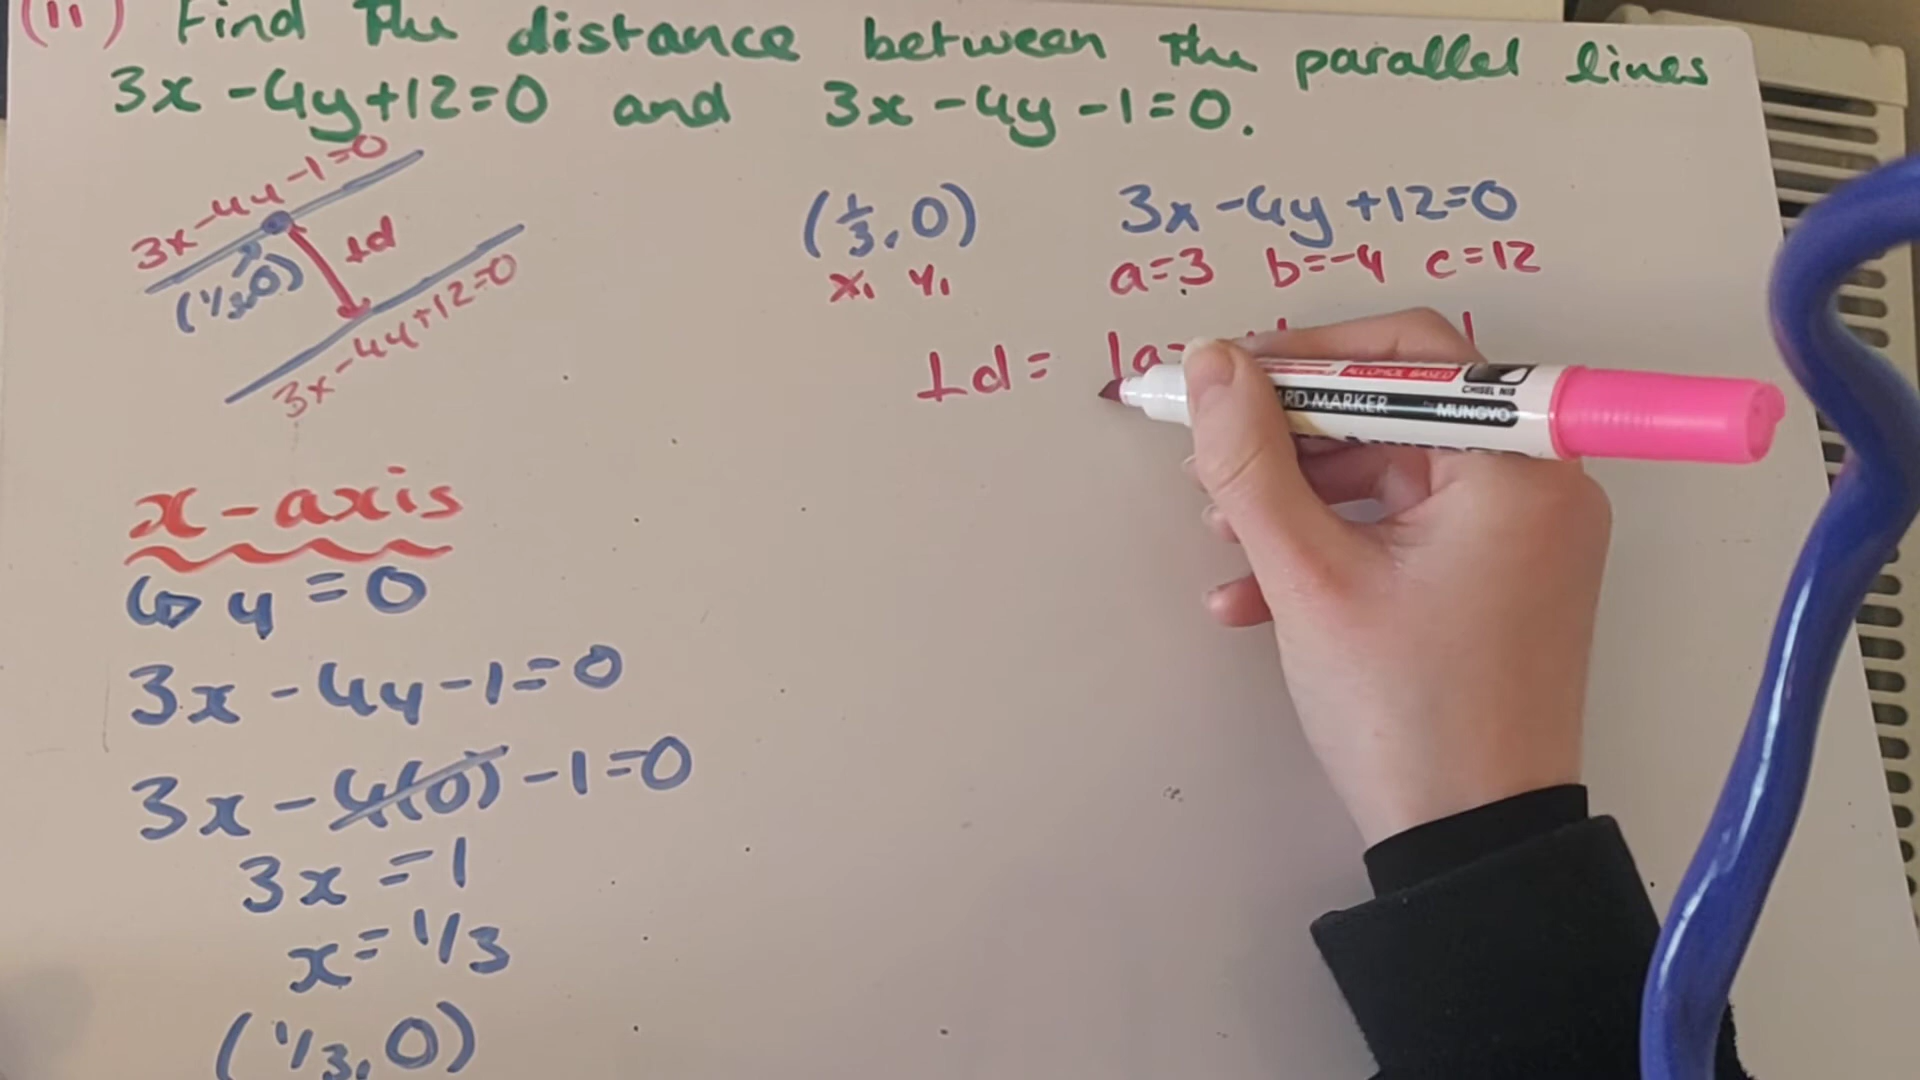 (ii) Find the distance between the parallel lines
3x - 4y + 12 = 0 and 3x - 4y - 1 = 0.
3x - 4y - 1 = 0
(1/3, 0)
⊥d
3x - 4y + 12 = 0
x - axis
↪ y = 0
3x - 4y - 1 = 0
3x - 4(0) - 1 = 0
3x = 1
x = 1/3
(1/3, 0)
(1/3, 0) 3x - 4y + 12 = 0
x₁ y₁ a = 3 b = -4 c = 12
⊥d = |a
ALCOHOL BASED
CHISEL NIB
RD MARKER MUNGYO